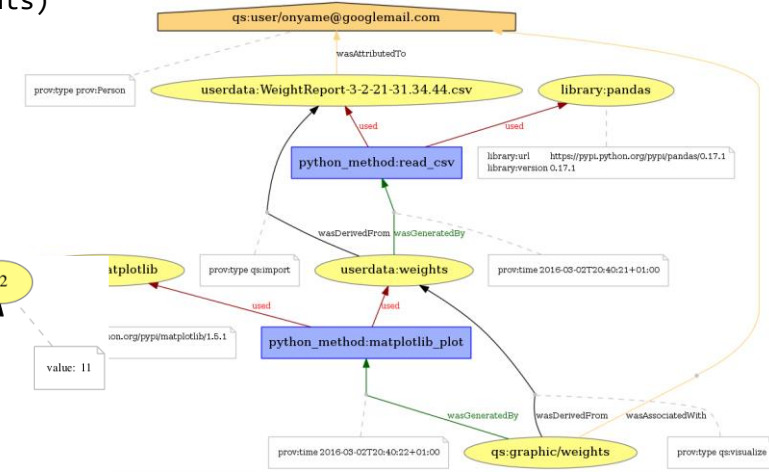 ts)
qs:user/onyame@googlemail.com
wasAttributedTo
prov:type prov:Person
userdata:WeightReport-3-2-21-31.34.44.csv
library:pandas
used
used
python_method:read_csv
library:url https://pypi.python.org/pypi/pandas/0.17.1
library:version 0.17.1
wasDerivedFrom
wasGeneratedBy
2
atplotlib
prov:type qs:import
userdata:weights
prov:time 2016-03-02T20:40:21+01:00
used
used
on.org/pypi/matplotlib/1.5.1
python_method:matplotlib_plot
value: 11
wasGeneratedBy
wasDerivedFrom
wasAssociatedWith
prov:time 2016-03-02T20:40:22+01:00
qs:graphic/weights
prov:type qs:visualize